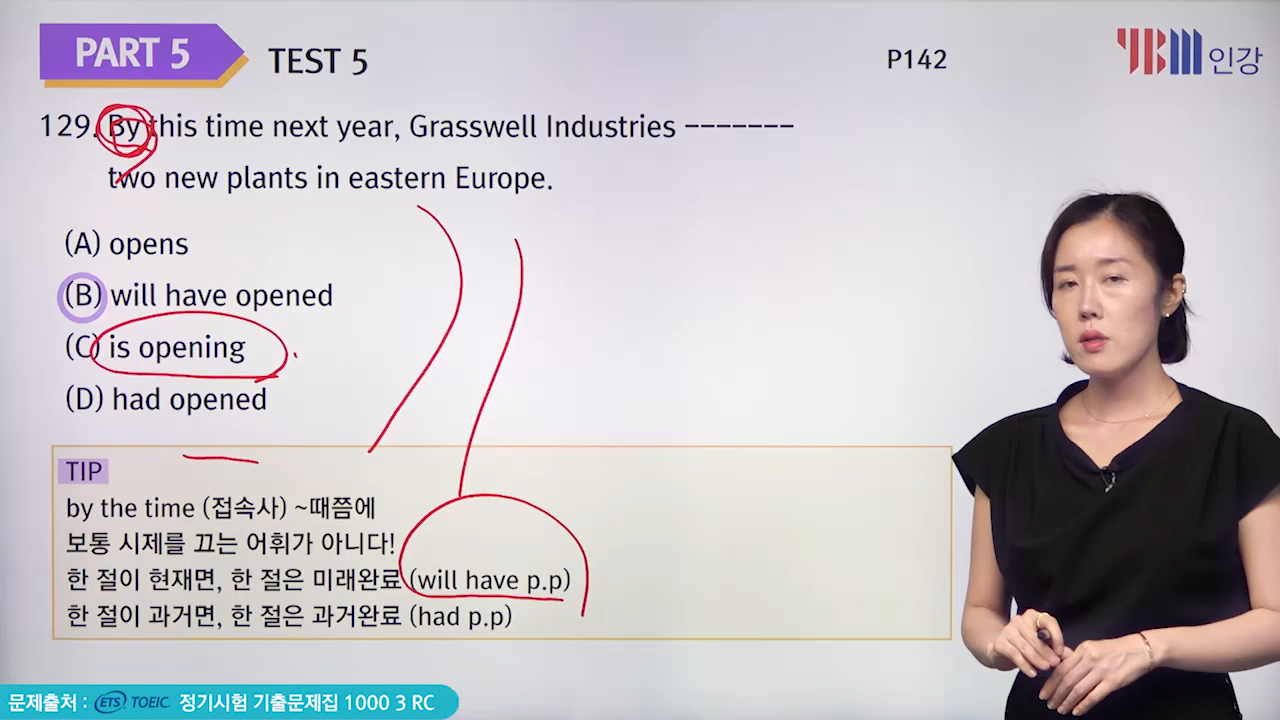 PART 5
TEST 5
P142
YBM 인강
129. By this time next year, Grasswell Industries -------
two new plants in eastern Europe.
(A) opens
(B) will have opened
(C) is opening
(D) had opened
TIP
by the time (접속사) ~때쯤에
보통 시제를 끄는 어휘가 아니다!
한 절이 현재면, 한 절은 미래완료 (will have p.p)
한 절이 과거면, 한 절은 과거완료 (had p.p)
문제출처 : ETS TOEIC 정기시험 기출문제집 1000 3 RC